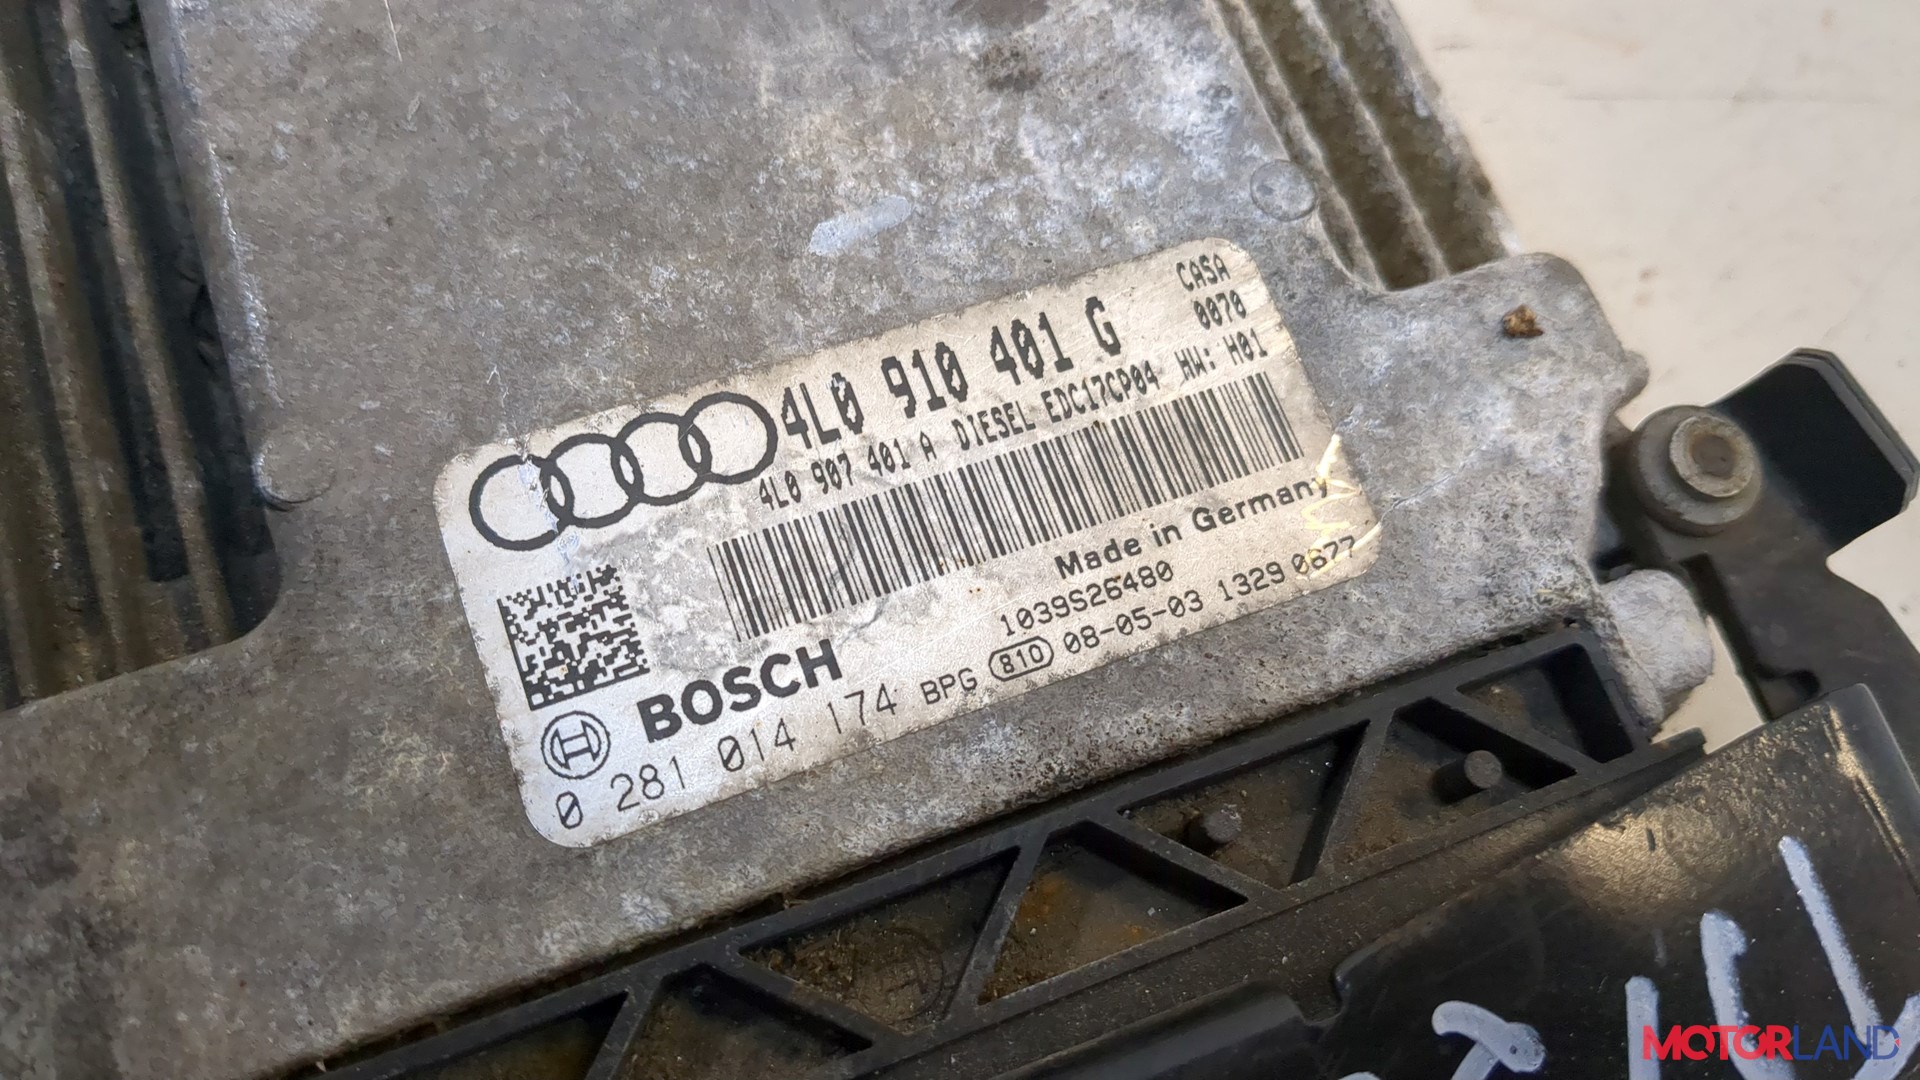 CASA
0070
4L0 910 401 G
4L0 907 401 A DIESEL EDC17CP04 HW: H01
Made in Germany
1039S26480
BOSCH
BPG 810 08-05-03 1329 0677
0 281 014 174
MOTORLAND